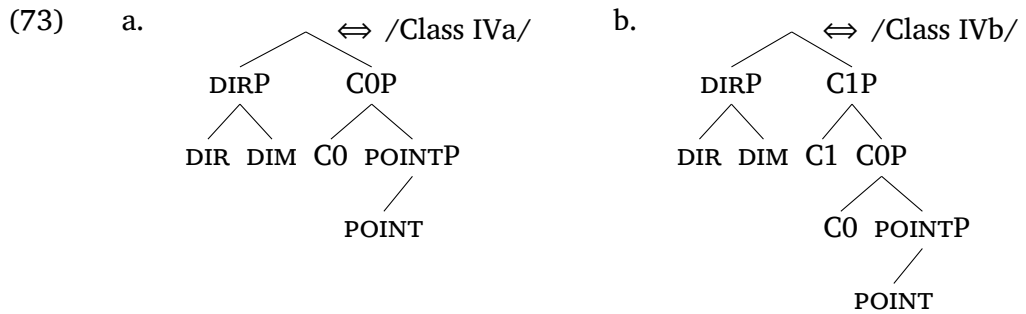 (73) a. ⇔ /Class IVa/ b. ⇔ /Class IVb/
DIRP C0P DIRP C1P
DIR DIM C0 POINTP DIR DIM C1 C0P
POINT C0 POINTP
POINT